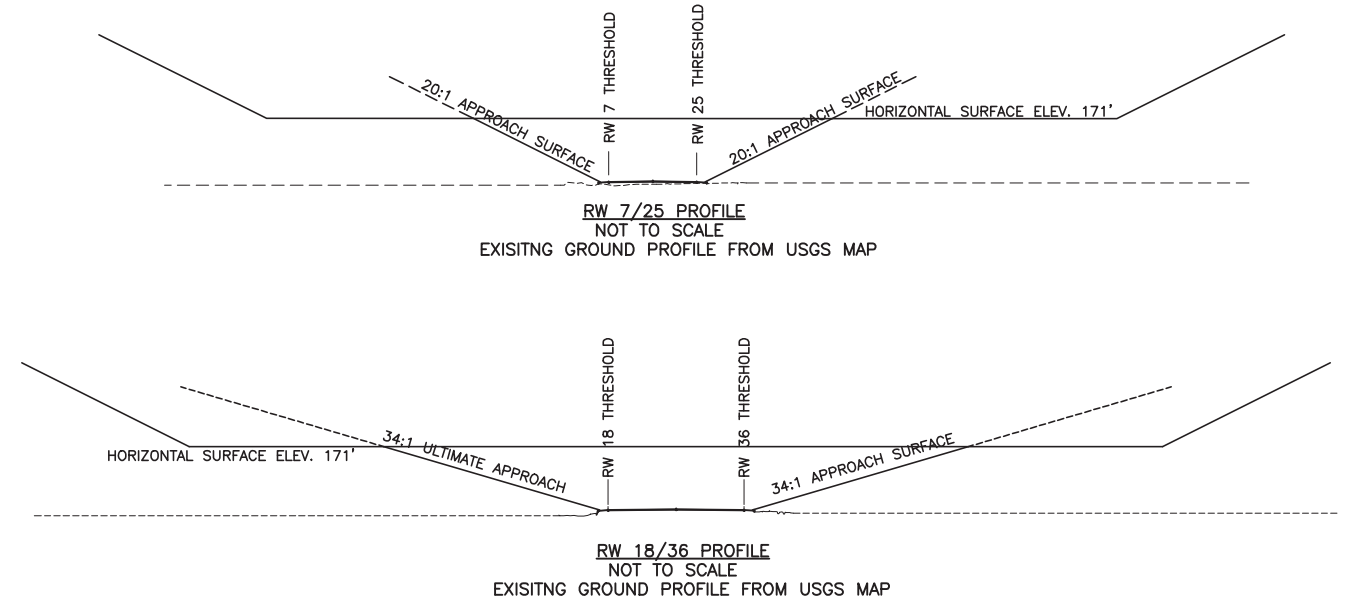 RW 7 THRESHOLD
RW 25 THRESHOLD
20:1 APPROACH SURFACE
20:1 APPROACH SURFACE
HORIZONTAL SURFACE ELEV. 171'
RW 7/25 PROFILE
NOT TO SCALE
EXISITNG GROUND PROFILE FROM USGS MAP
RW 18 THRESHOLD
RW 36 THRESHOLD
34:1 ULTIMATE APPROACH
34:1 APPROACH SURFACE
HORIZONTAL SURFACE ELEV. 171'
RW 18/36 PROFILE
NOT TO SCALE
EXISITNG GROUND PROFILE FROM USGS MAP